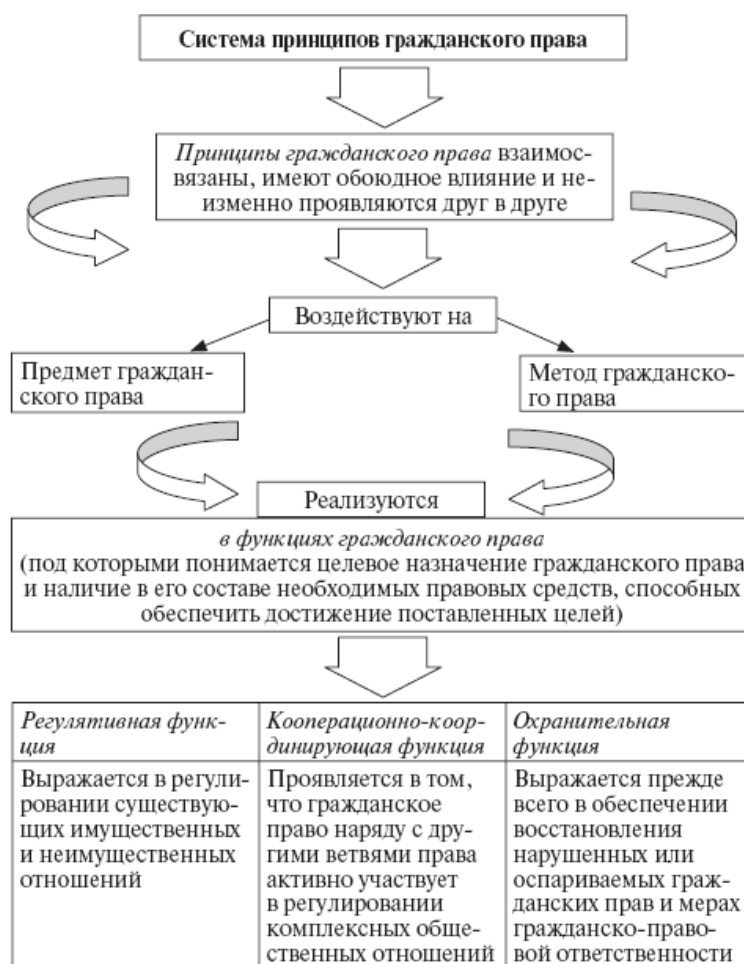 Система принципов гражданского права
Принципы гражданского права взаимос-
вязаны, имеют обоюдное влияние и не-
изменно проявляются друг в друге
Воздействуют на
Предмет граждан-
ского права
Метод гражданско-
го права
Реализуются
в функциях гражданского права
(под которыми понимается целевое назначение гражданского права
и наличие в его составе необходимых правовых средств, способных
обеспечить достижение поставленных целей)
Регулятивная функ-
ция
Выражается в регули-
ровании существую-
щих имущественных
и неимущественных
отношений
Кооперационно-коор-
динирующая функция
Проявляется в том,
что гражданское
право наряду с дру-
гими ветвями права
активно участвует
в регулировании
комплексных обще-
ственных отношений
Охранительная
функция
Выражается прежде
всего в обеспечении
восстановления
нарушенных или
оспариваемых граж-
данских прав и мерах
гражданско-право-
вой ответственности